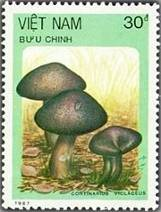 VIỆT NAM
BƯU CHÍNH 30đ
CORTINARIUS VIOLACEUS
1987